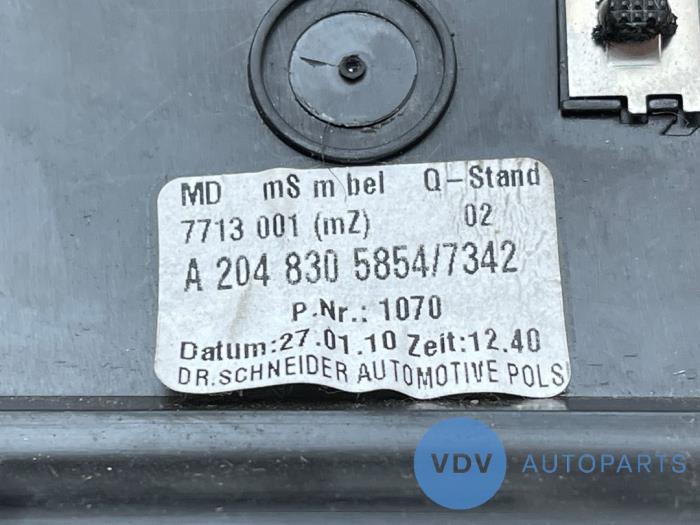 MD mS m bel Q-Stand
7713 001 (mZ) 02
A 204 830 5854/7342
P.Nr.: 1070
Datum:27.01.10 Zeit:12.40
DR.SCHNEIDER AUTOMOTIVE POLS
VDV AUTOPARTS